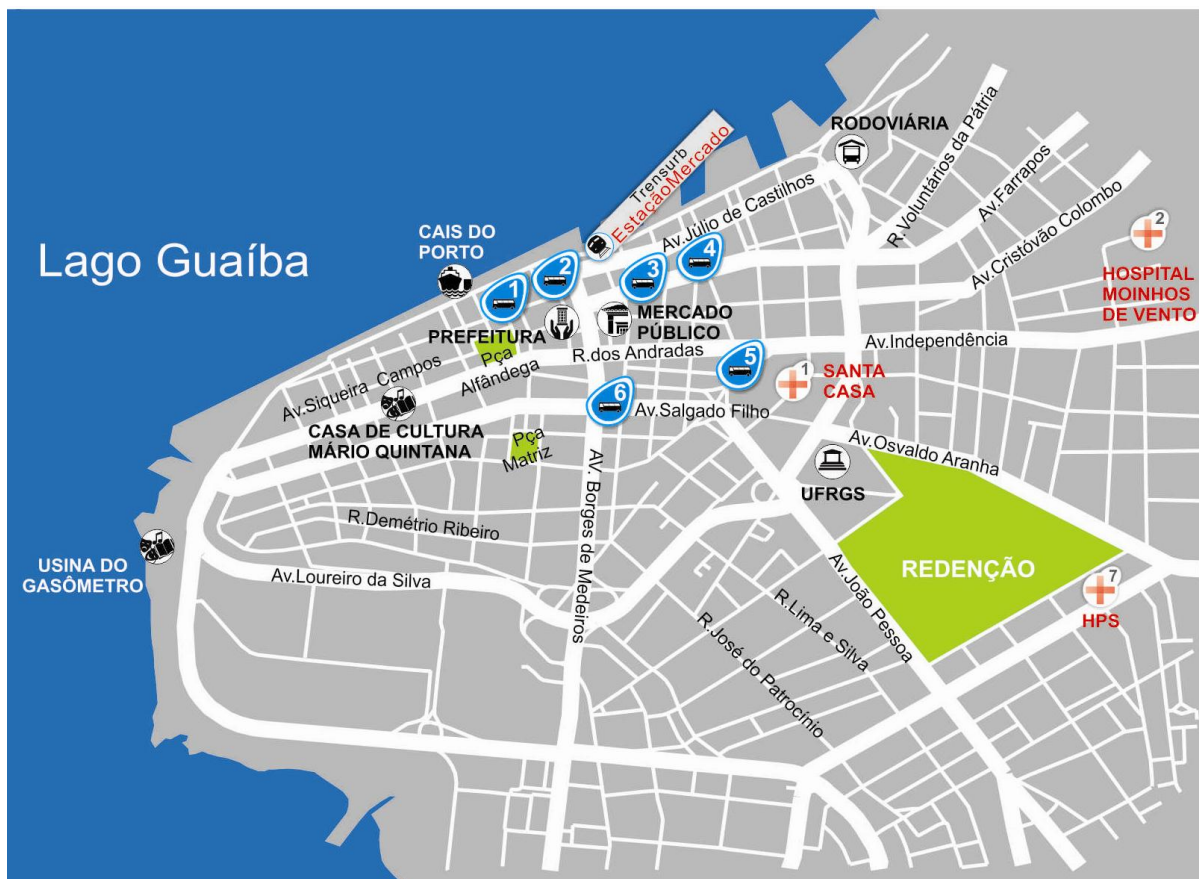 RODOVIÁRIA
R. Voluntários da Pátria
Av.Farrapos
Av.Cristóvão Colombo
Trensurb
EstaçãoMercado
Av.Júlio de Castilhos
2
HOSPITAL
MOINHOS
DE VENTO
Lago Guaíba
CAIS DO
PORTO
1
2
3
4
PREFEITURA
MERCADO
PÚBLICO
Pça
Alfândega
R.dos Andradas
Av.Independência
5
1
SANTA
CASA
Av.Siqueira Campos
6
Av.Salgado Filho
CASA DE CULTURA
MÁRIO QUINTANA
Pça
Matriz
Av.Osvaldo Aranha
UFRGS
AV. Borges de Medeiros
R.Demétrio Ribeiro
USINA DO
GASÔMETRO
Av.Loureiro da Silva
REDENÇÃO
Av.João Pessoa
7
HPS
R.Lima e Silva
R.José do Patrocínio